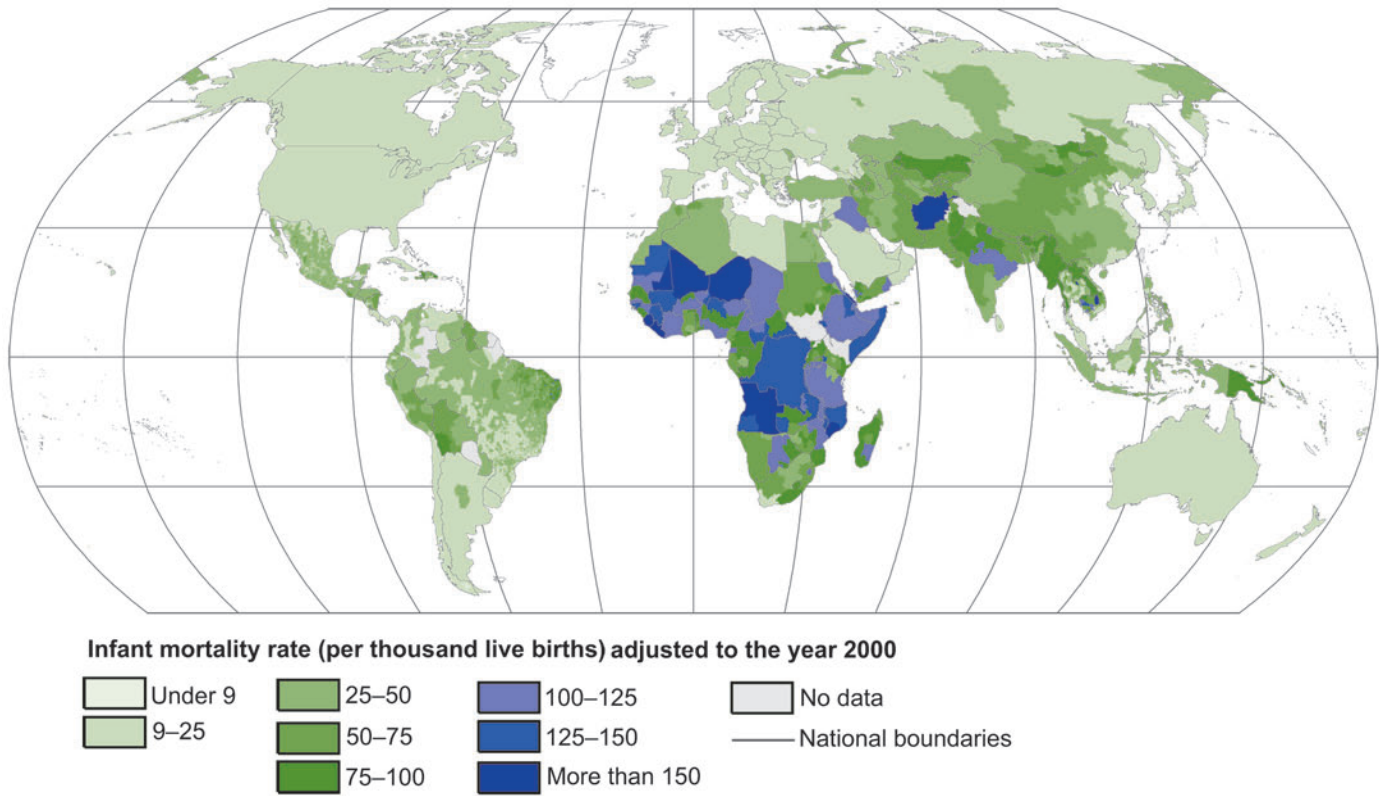 Infant mortality rate (per thousand live births) adjusted to the year 2000
Under 9
9–25
25–50
50–75
75–100
100–125
125–150
More than 150
No data
National boundaries